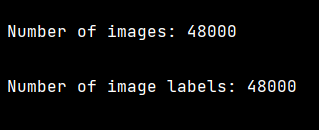 Number of images: 48000
Number of image labels: 48000